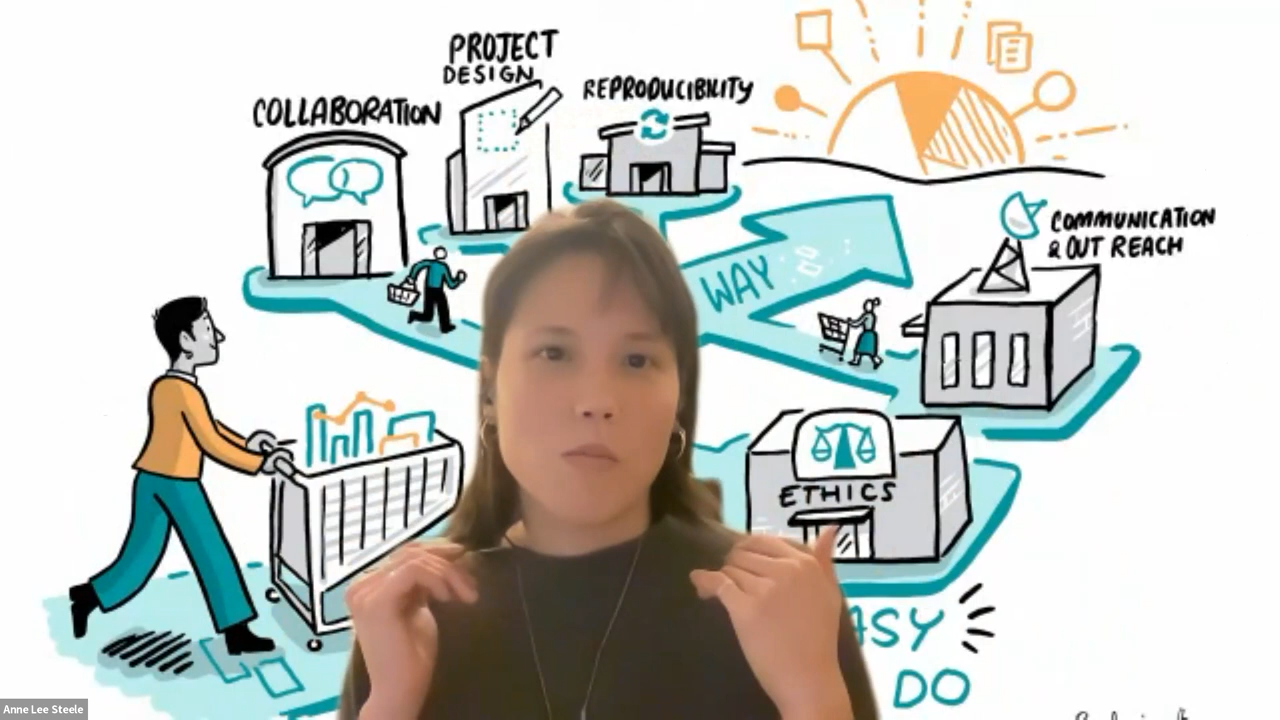 PROJECT
DESIGN
COLLABORATION
REPRODUCIBILITY
COMMUNICATION
& OUT REACH
WAY
ETHICS
DO
Anne Lee Steele